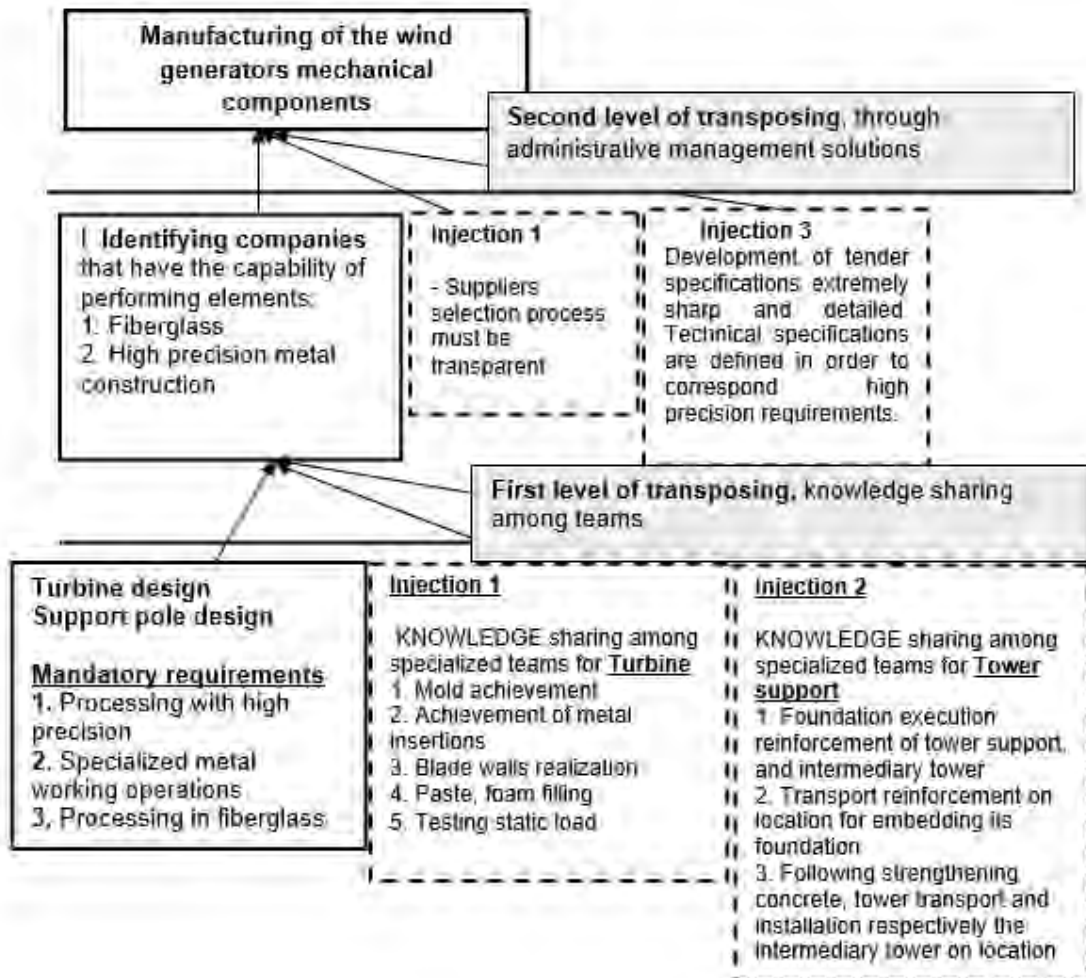 Manufacturing of the wind
generators mechanical
components
Second level of transposing, through
administrative management solutions
I Identifying companies
that have the capability of
performing elements:
1. Fiberglass
2. High precision metal
construction
Injection 1
- Suppliers
selection process
must be
transparent
Injection 3
Development of tender
specifications extremely
sharp and detailed.
Technical specifications
are defined in order to
correspond high
precision requirements.
First level of transposing, knowledge sharing
among teams
Turbine design
Support pole design
Mandatory requirements
1. Processing with high
precision
2. Specialized metal
working operations
3. Processing in fiberglass
Injection 1
KNOWLEDGE sharing among
specialized teams for Turbine
1. Mold achievement
2. Achievement of metal
insertions
3. Blade walls realization
4. Paste, foam filling
5. Testing static load
Injection 2
KNOWLEDGE sharing among
specialized teams for Tower
support
1. Foundation execution
reinforcement of tower support,
and intermediary tower
2. Transport reinforcement on
location for embedding its
foundation
3. Following strengthening
concrete, tower transport and
installation respectively the
intermediary tower on location